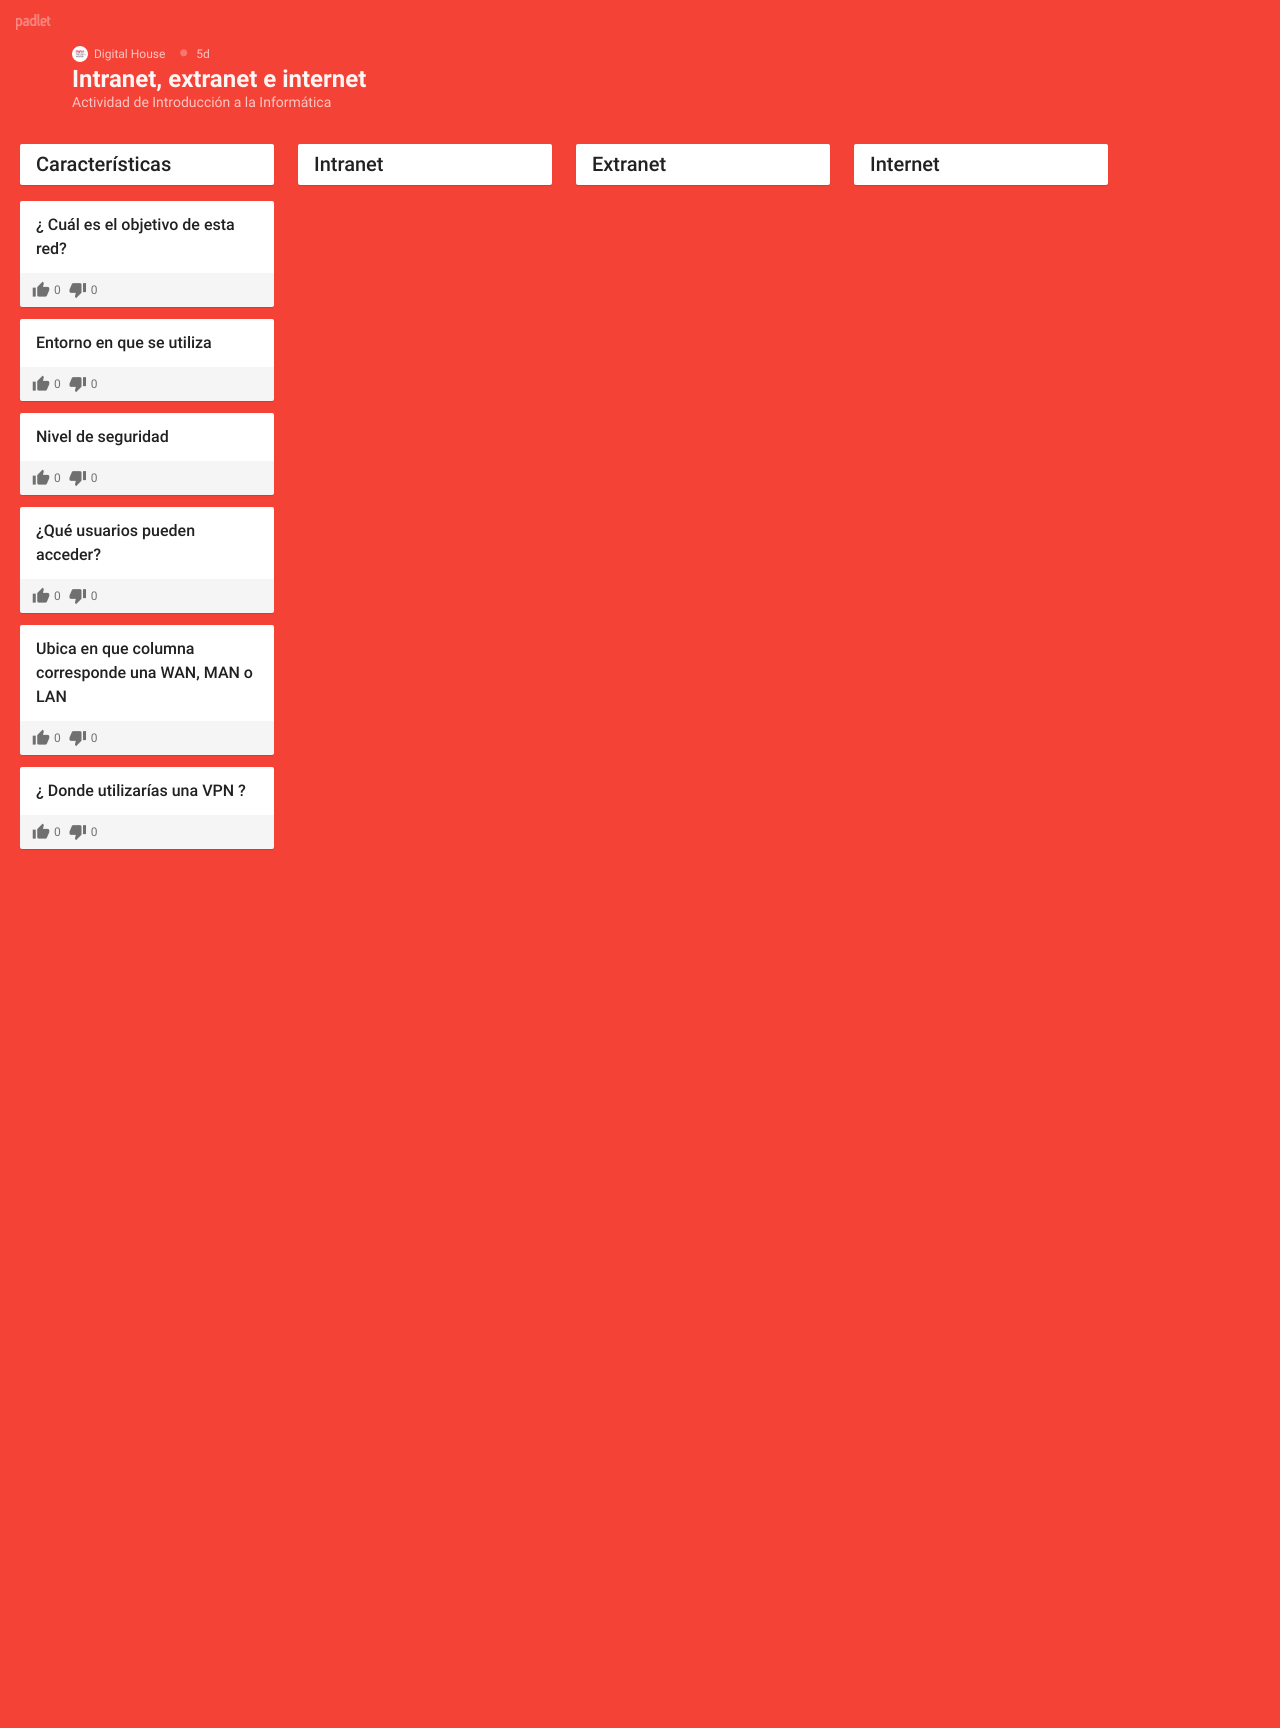 padlet
Digital House
5d
Intranet, extranet e internet
Actividad de Introducción a la Informática
Características
Intranet
Extranet
Internet
¿ Cuál es el objetivo de esta
red?
0 0
Entorno en que se utiliza
0 0
Nivel de seguridad
0 0
¿Qué usuarios pueden
acceder?
0 0
Ubica en que columna
corresponde una WAN, MAN o
LAN
0 0
¿ Donde utilizarías una VPN ?
0 0